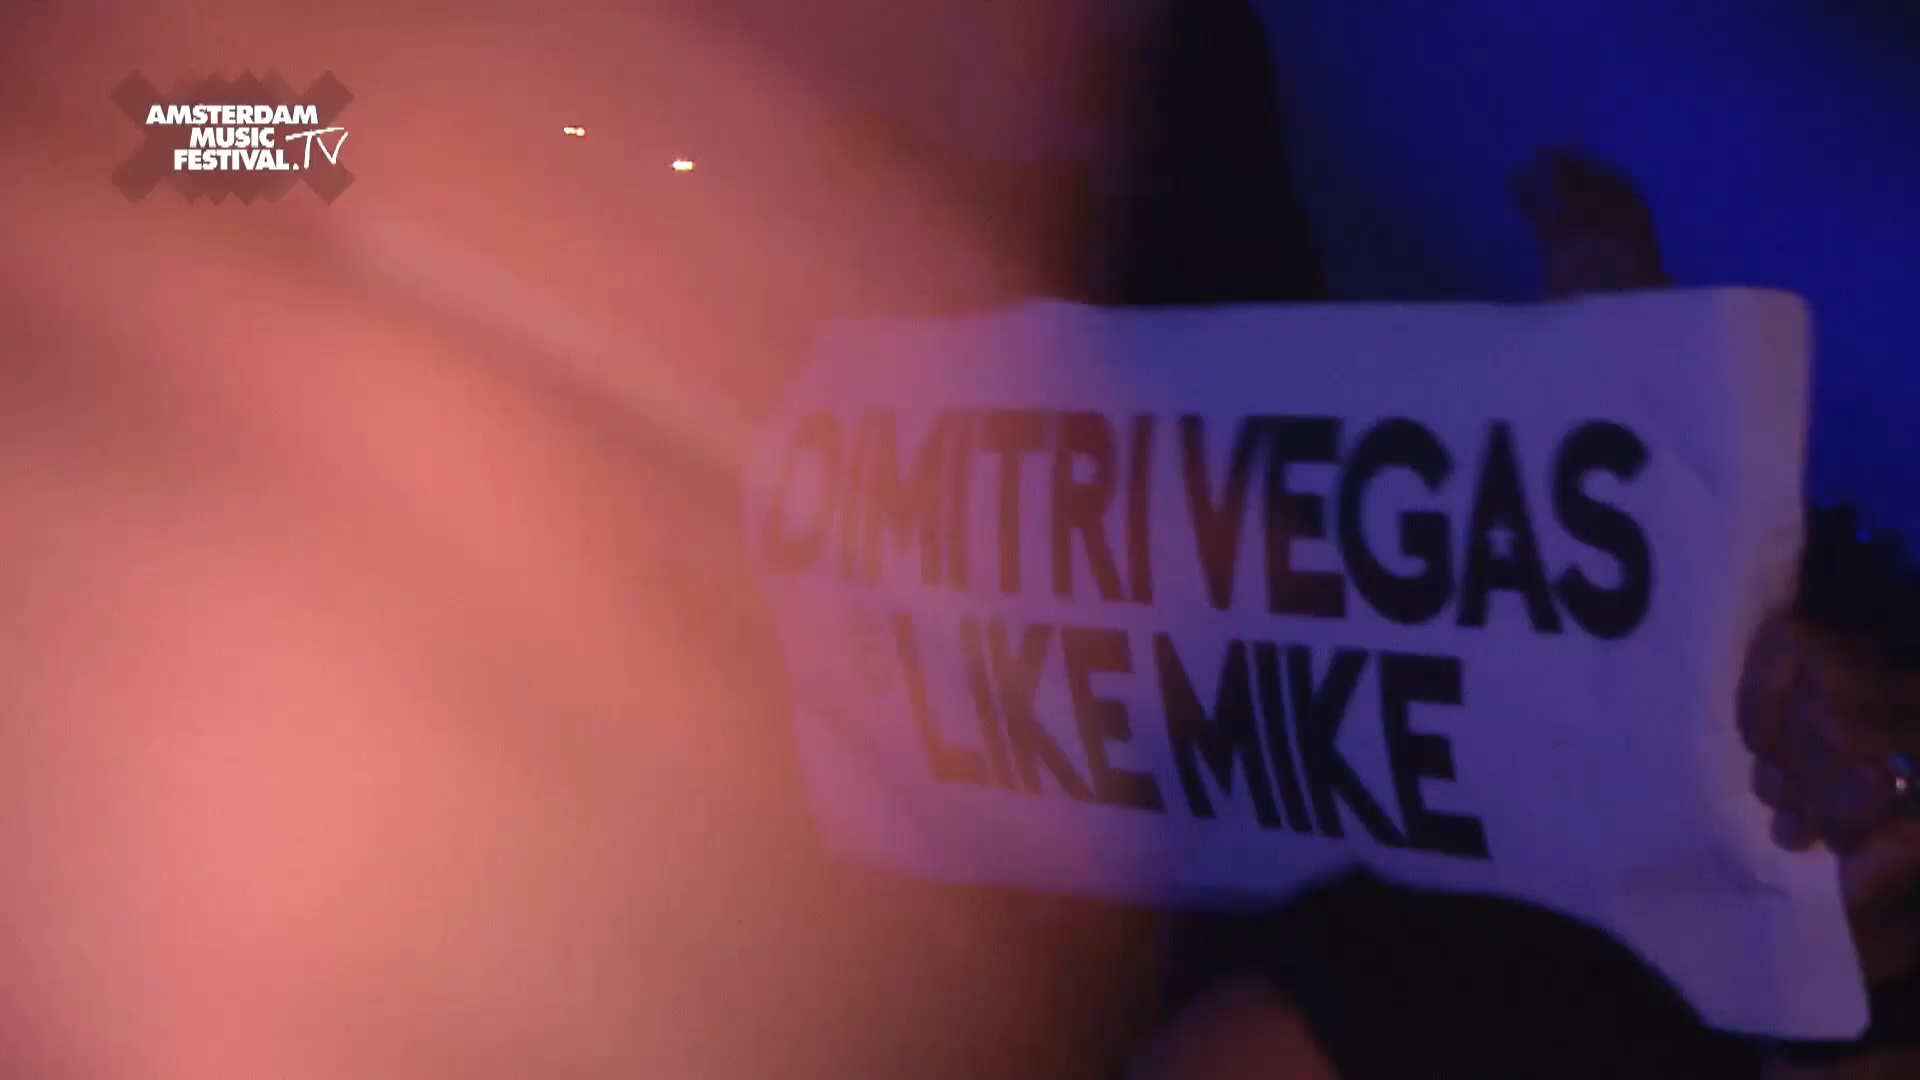 AMSTERDAM
MUSIC
FESTIVAL.TV
DIMITRI VEGAS
LIKE MIKE